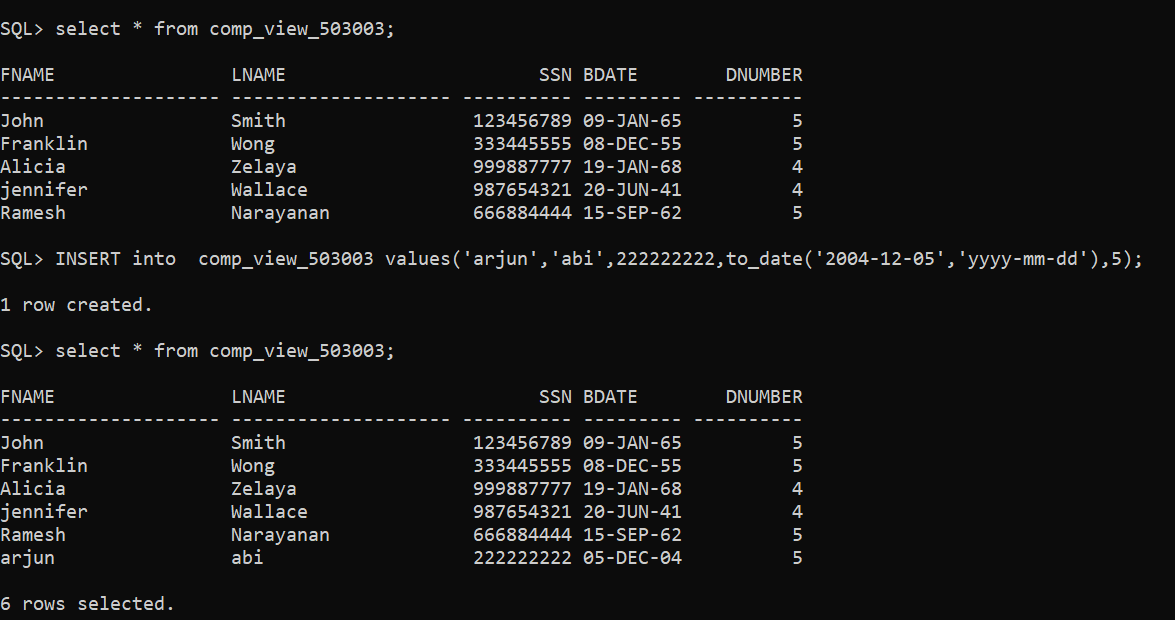 SQL> select * from comp_view_503003;
FNAME                LNAME                       SSN BDATE        DNUMBER
-------------------- -------------------- ---------- --------- ----------
John                 Smith                 123456789 09-JAN-65          5
Franklin             Wong                  333445555 08-DEC-55          5
Alicia               Zelaya                999887777 19-JAN-68          4
jennifer             Wallace               987654321 20-JUN-41          4
Ramesh               Narayanan             666884444 15-SEP-62          5
SQL> INSERT into  comp_view_503003 values('arjun','abi',222222222,to_date('2004-12-05','yyyy-mm-dd'),5);
1 row created.
SQL> select * from comp_view_503003;
FNAME                LNAME                       SSN BDATE        DNUMBER
-------------------- -------------------- ---------- --------- ----------
John                 Smith                 123456789 09-JAN-65          5
Franklin             Wong                  333445555 08-DEC-55          5
Alicia               Zelaya                999887777 19-JAN-68          4
jennifer             Wallace               987654321 20-JUN-41          4
Ramesh               Narayanan             666884444 15-SEP-62          5
arjun                abi                   222222222 05-DEC-04          5
6 rows selected.